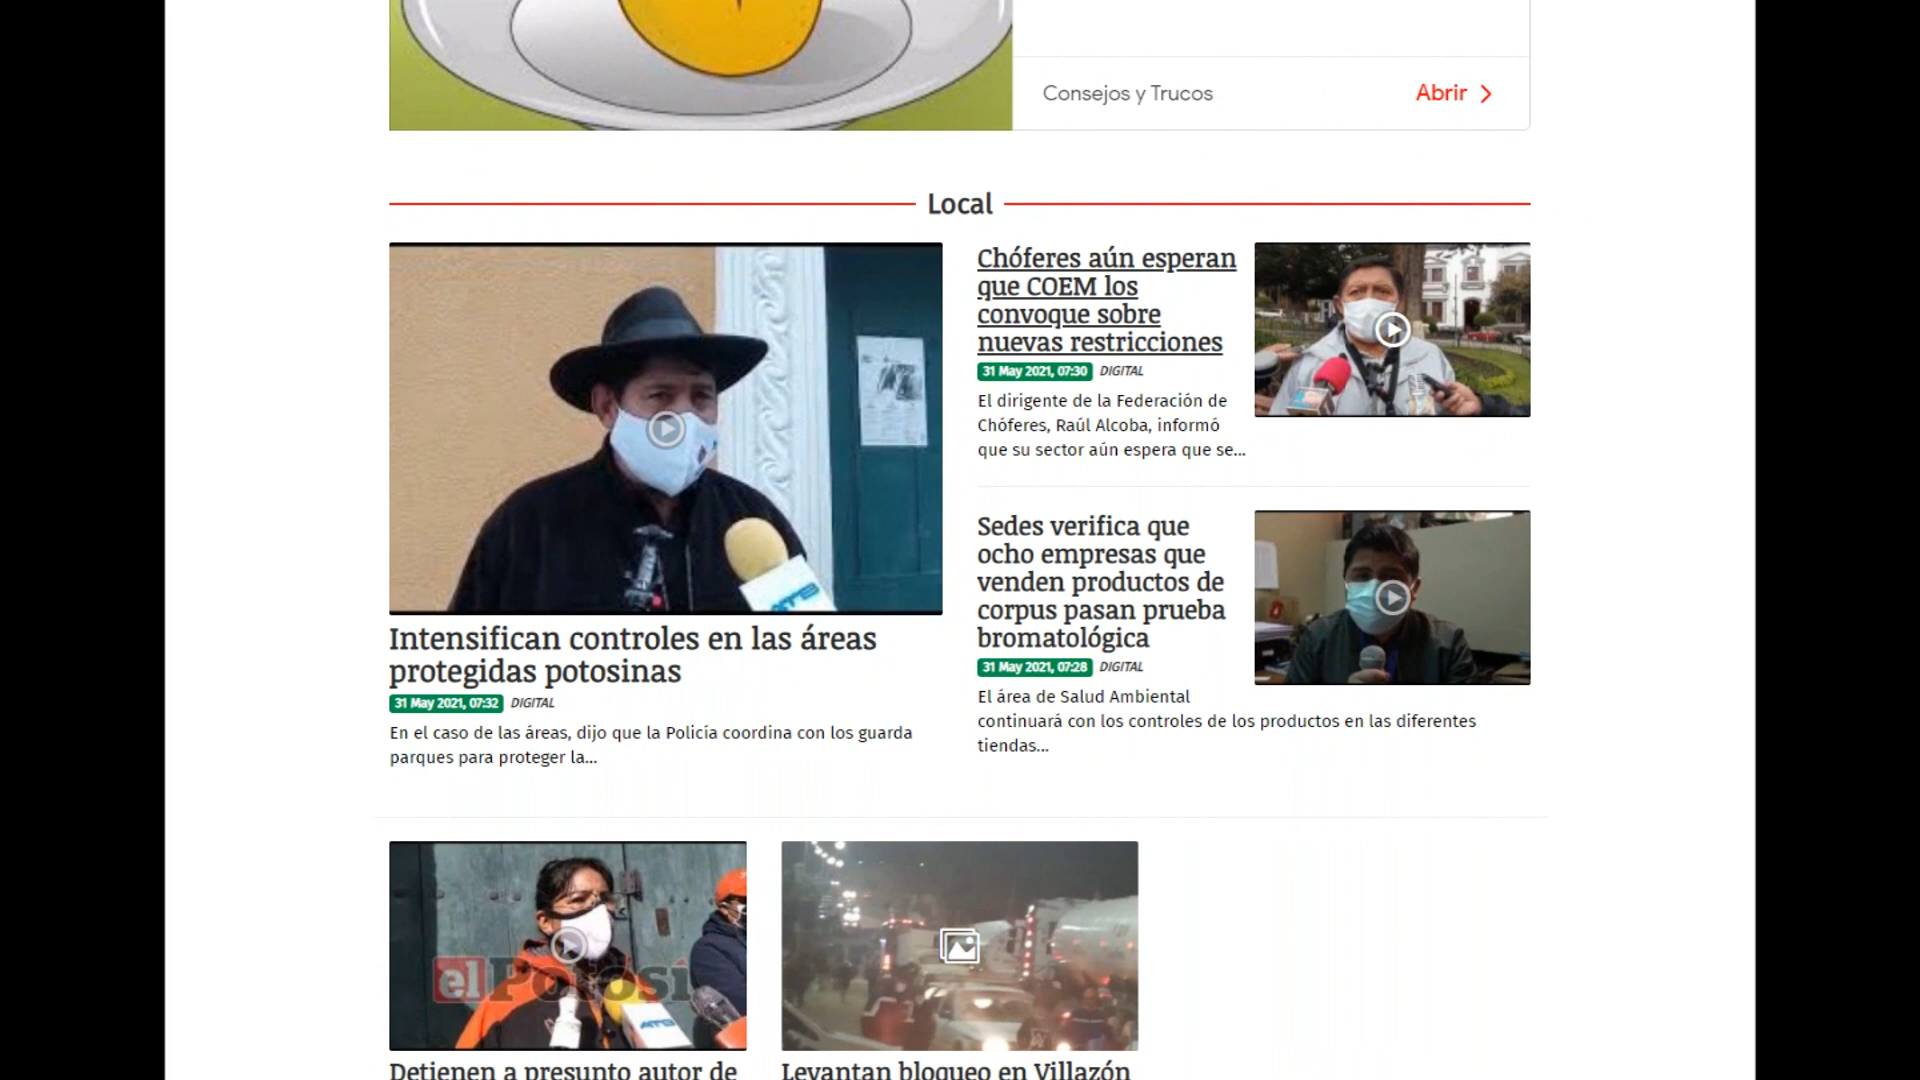 Consejos y Trucos
Abrir
Local
Chóferes aún esperan
que COEM los
convoque sobre
nuevas restricciones
31 May 2021, 07:30 DIGITAL
El dirigente de la Federación de
Chóferes, Raúl Alcoba, informó
que su sector aún espera que se...
Sedes verifica que
ocho empresas que
venden productos de
corpus pasan prueba
bromatológica
31 May 2021, 07:28 DIGITAL
El área de Salud Ambiental
continuará con los controles de los productos en las diferentes
tiendas...
ATB
Intensifican controles en las áreas
protegidas potosinas
31 May 2021, 07:32 DIGITAL
En el caso de las áreas, dijo que la Policía coordina con los guarda
parques para proteger la...
el Potosí
ATB
Detienen a presunto autor de
Levantan bloqueo en Villazón